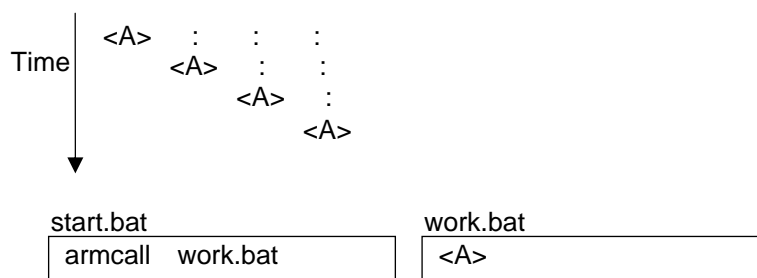 <A> : : :
Time
<A> : :
<A> :
<A>
start.bat work.bat
armcall work.bat <A>